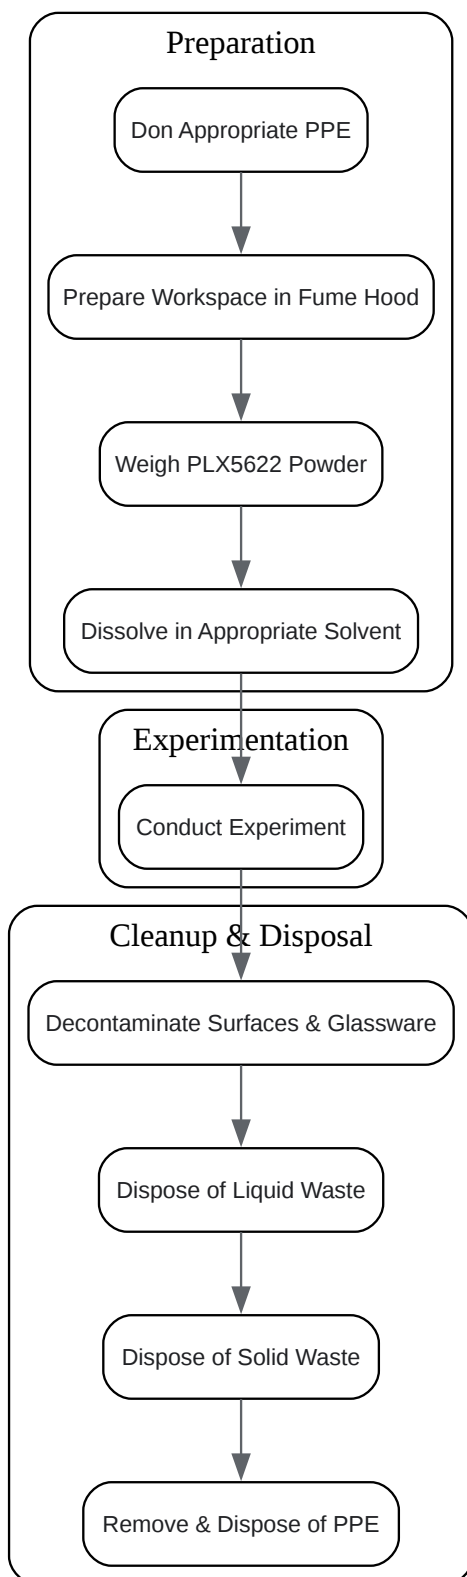 Preparation
Don Appropriate PPE
Prepare Workspace in Fume Hood
Weigh PLX5622 Powder
Dissolve in Appropriate Solvent
Experimentation
Conduct Experiment
Cleanup & Disposal
Decontaminate Surfaces & Glassware
Dispose of Liquid Waste
Dispose of Solid Waste
Remove & Dispose of PPE